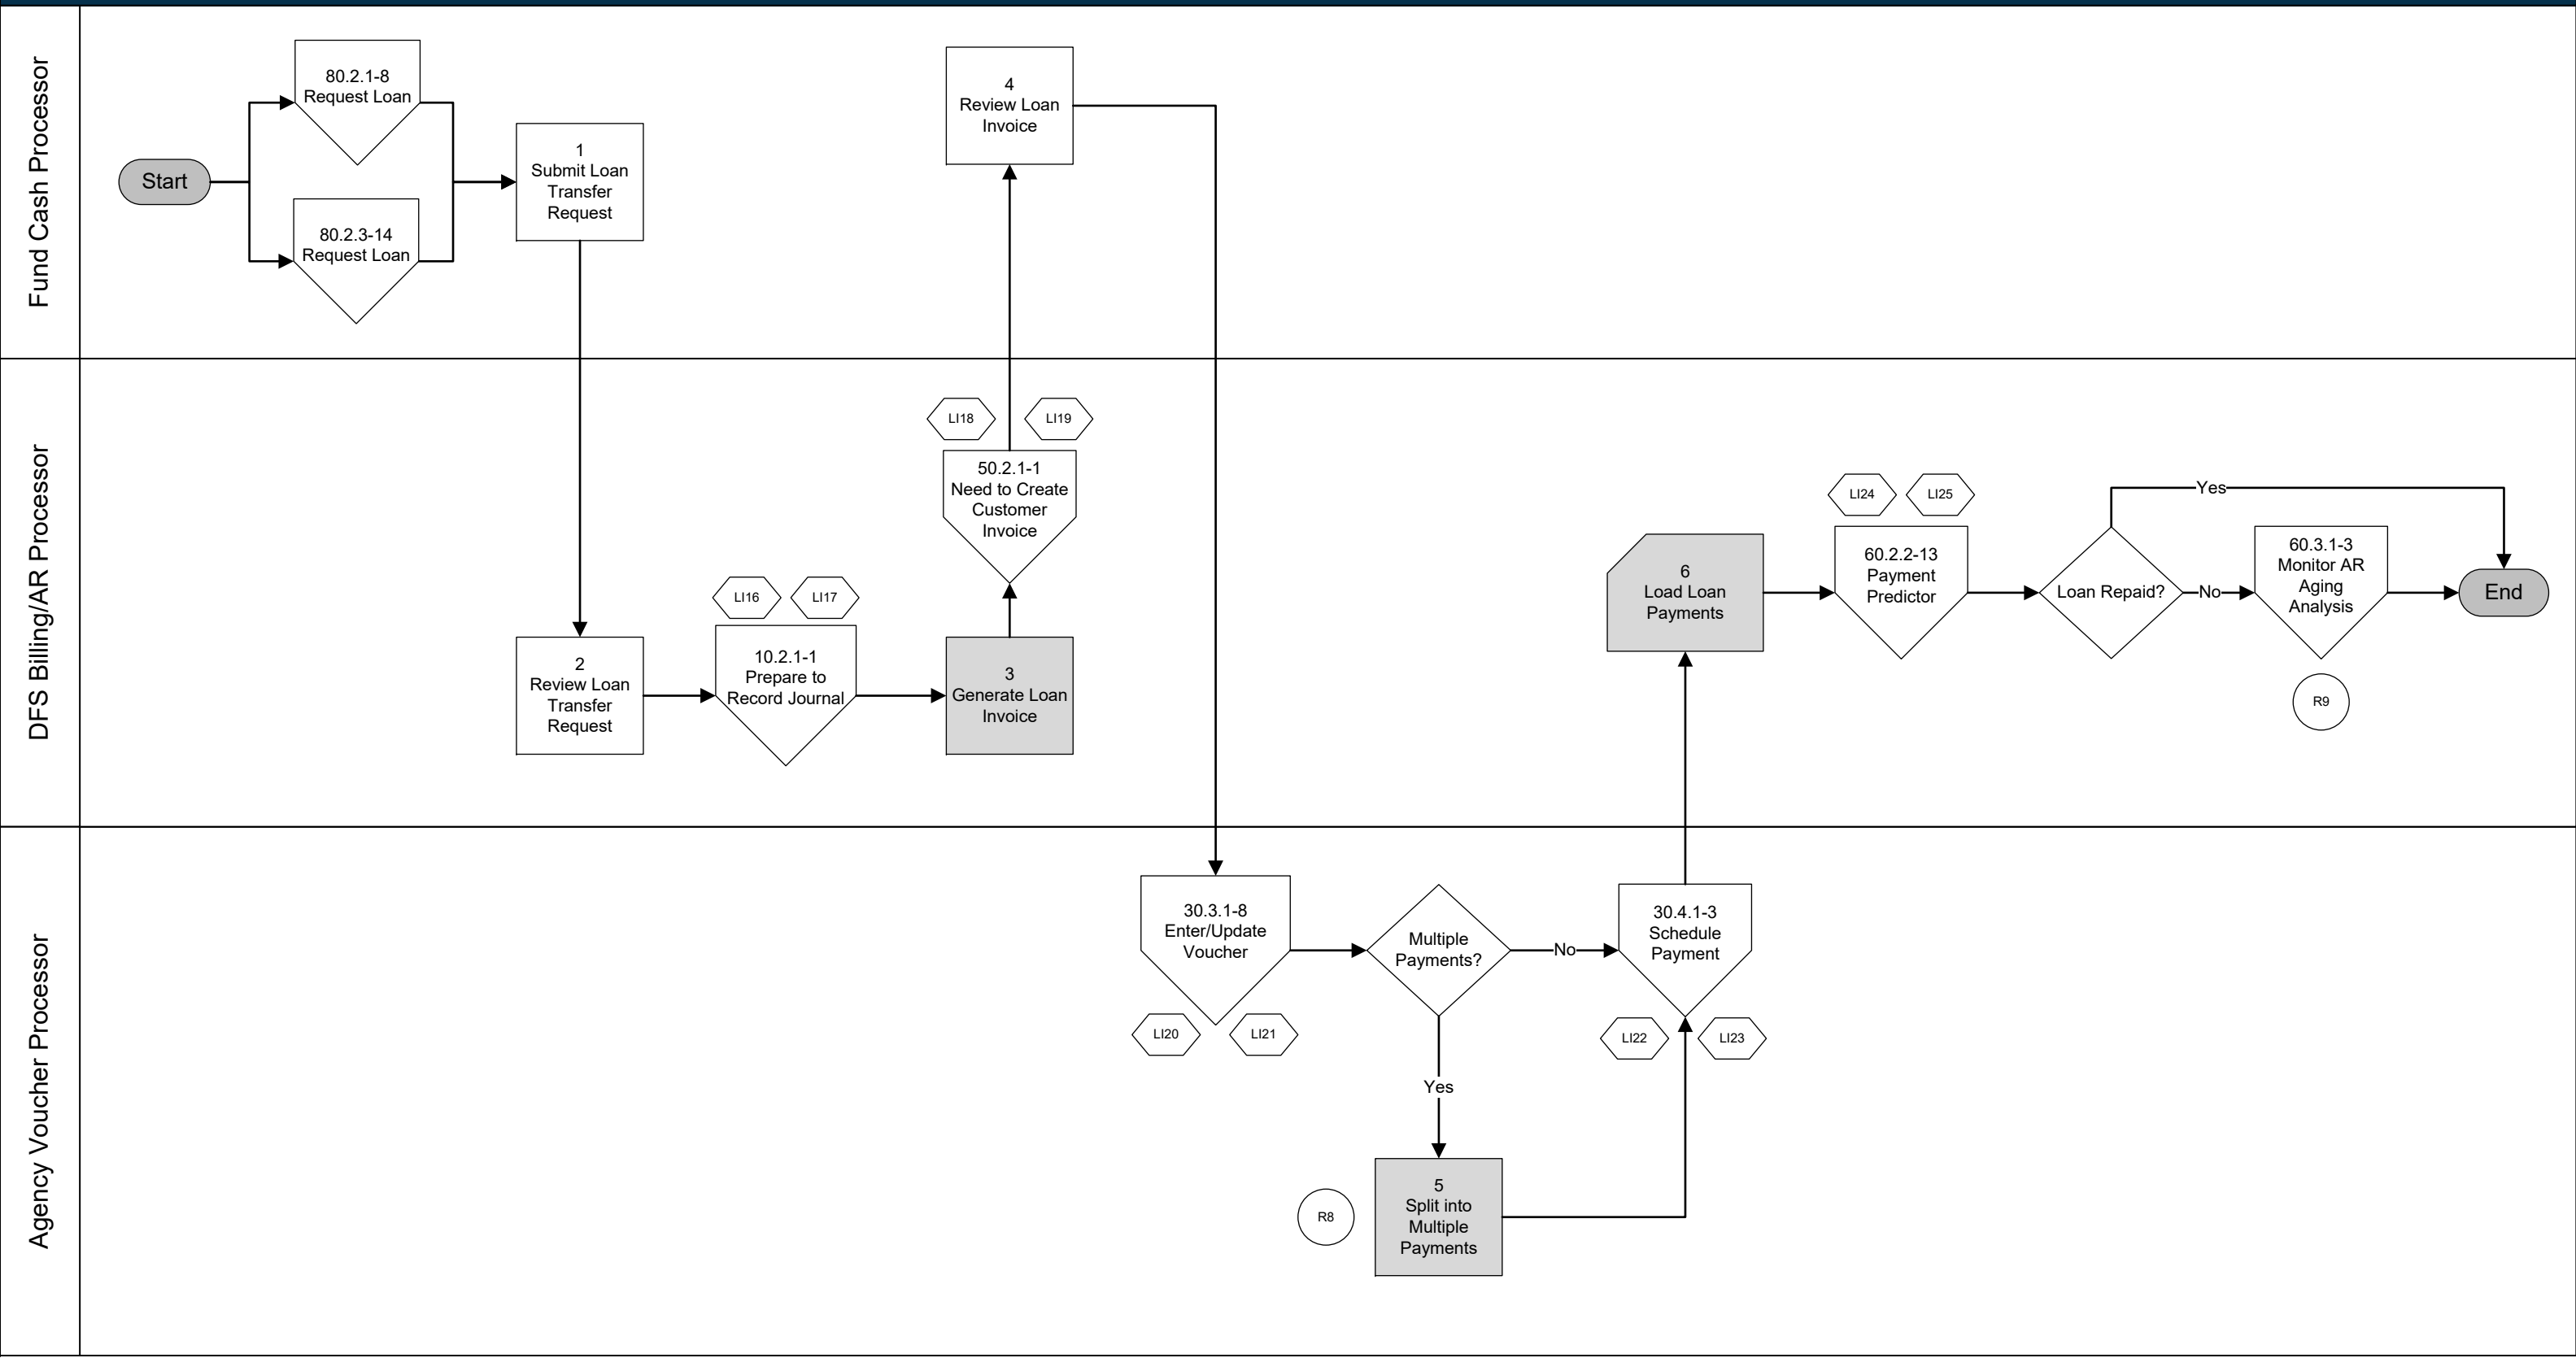 Fund Cash Processor
Start
80.2.1-8
Request Loan
80.2.3-14
Request Loan
1
Submit Loan
Transfer
Request
4
Review Loan
Invoice
DFS Billing/AR Processor
2
Review Loan
Transfer
Request
LI16
LI17
10.2.1-1
Prepare to
Record Journal
3
Generate Loan
Invoice
LI18
LI19
50.2.1-1
Need to Create
Customer
Invoice
6
Load Loan
Payments
LI24
LI25
60.2.2-13
Payment
Predictor
Loan Repaid?
Yes
No
60.3.1-3
Monitor AR
Aging
Analysis
R9
End
Agency Voucher Processor
30.3.1-8
Enter/Update
Voucher
LI20
LI21
Multiple
Payments?
No
Yes
30.4.1-3
Schedule
Payment
LI22
LI23
R8
5
Split into
Multiple
Payments